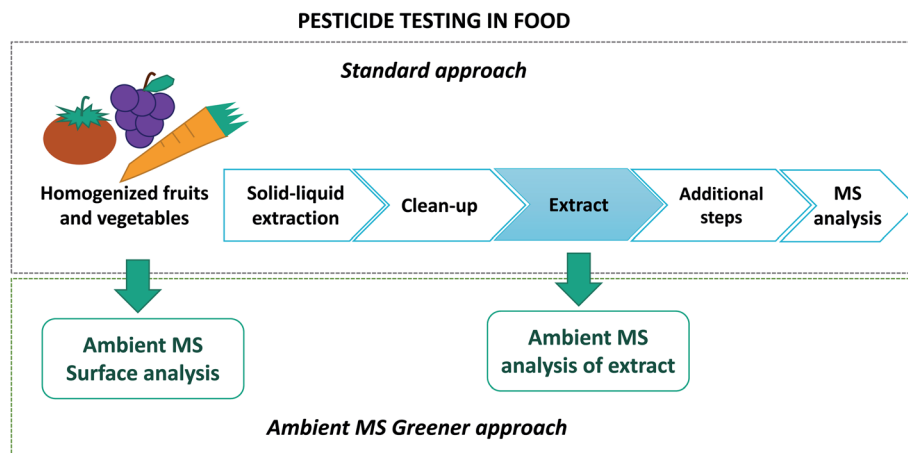 PESTICIDE TESTING IN FOOD
Standard approach
Homogenized fruits
and vegetables
Solid-liquid
extraction
Clean-up
Extract
Additional
steps
MS
analysis
Ambient MS
Surface analysis
Ambient MS
analysis of extract
Ambient MS Greener approach